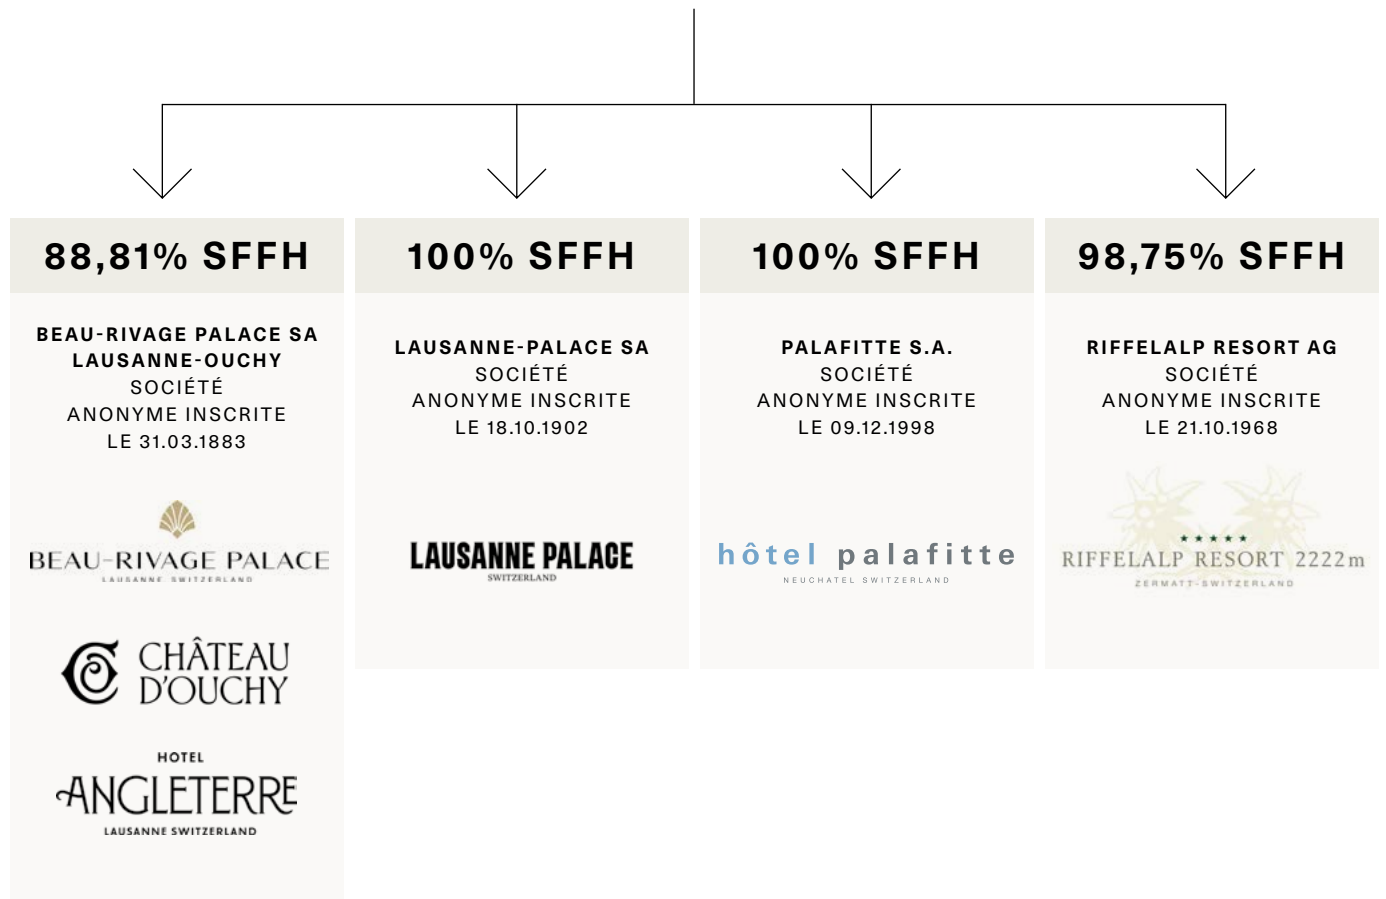 88,81% SFFH
BEAU-RIVAGE PALACE SA
LAUSANNE-OUCHY
SOCIÉTÉ
ANONYME INSCRITE
LE 31.03.1883
BEAU-RIVAGE PALACE
LAUSANNE SWITZERLAND
CHÂTEAU
D'OUCHY
HOTEL
ANGLETERRE
LAUSANNE SWITZERLAND
100% SFFH
LAUSANNE-PALACE SA
SOCIÉTÉ
ANONYME INSCRITE
LE 18.10.1902
LAUSANNE PALACE
SWITZERLAND
100% SFFH
PALAFITTE S.A.
SOCIÉTÉ
ANONYME INSCRITE
LE 09.12.1998
hôtel palafitte
NEUCHATEL SWITZERLAND
98,75% SFFH
RIFFELALP RESORT AG
SOCIÉTÉ
ANONYME INSCRITE
LE 21.10.1968
RIFFELALP RESORT 2222m
ZERMATT-SWITZERLAND